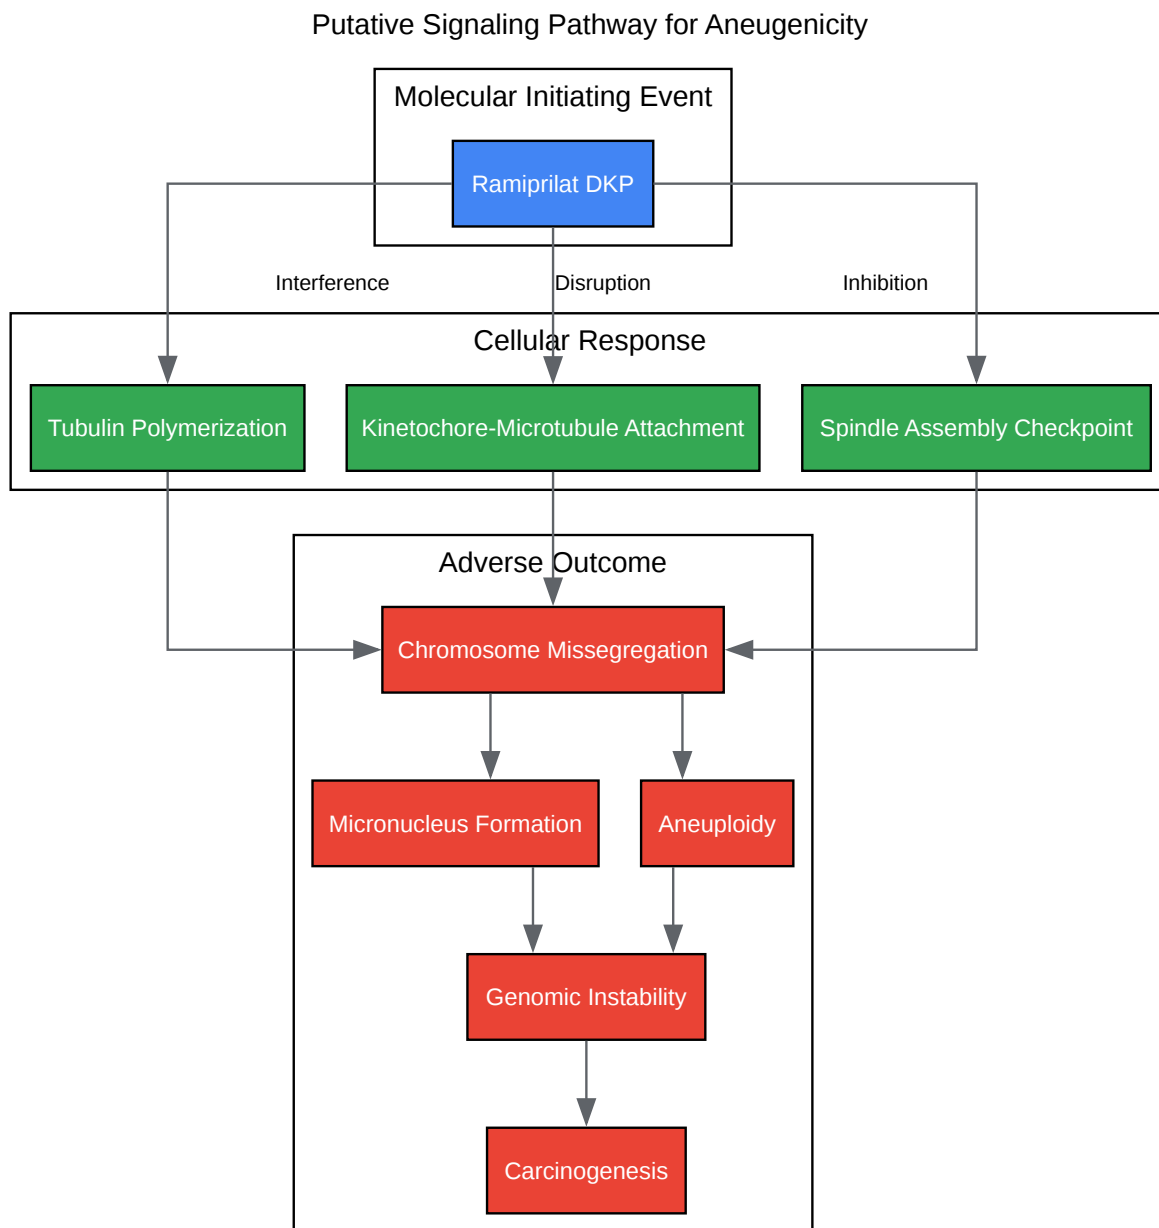 Putative Signaling Pathway for Aneugenicity
Molecular Initiating Event
Ramiprilat DKP
Interference
Disruption
Inhibition
Cellular Response
Tubulin Polymerization
Kinetochore-Microtubule Attachment
Spindle Assembly Checkpoint
Adverse Outcome
Chromosome Missegregation
Micronucleus Formation
Aneuploidy
Genomic Instability
Carcinogenesis